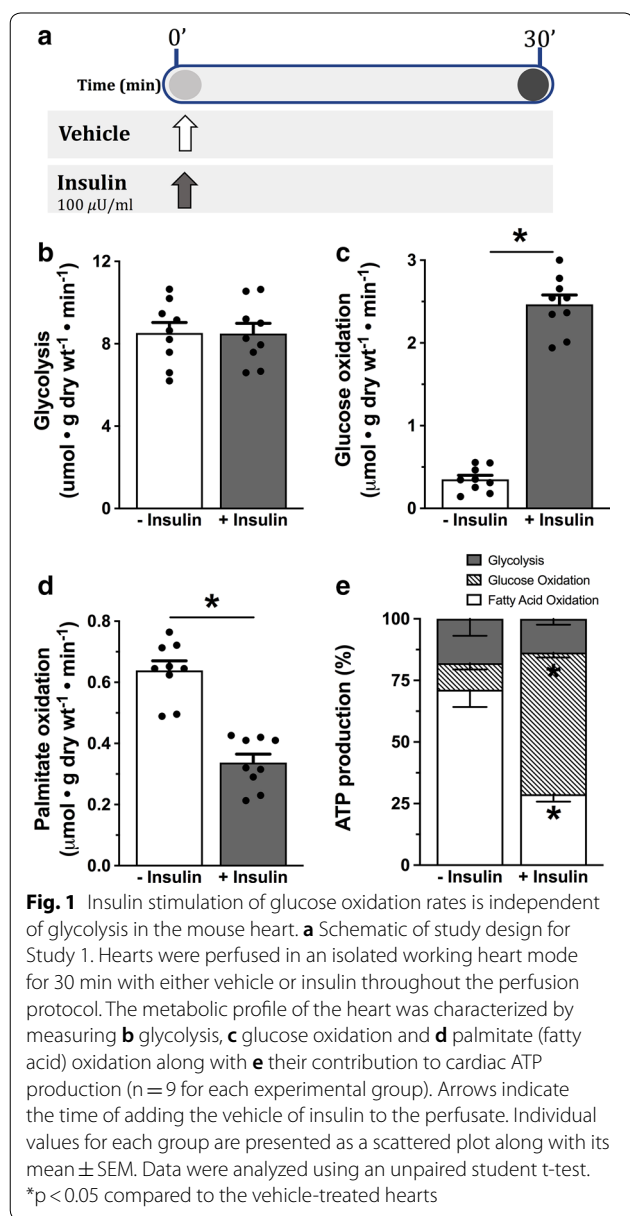 a
0' 30'
Time (min)
Vehicle
Insulin
100 µU/ml
b
Glycolysis
(umol • g dry wt⁻¹ • min⁻¹)
12
8
4
0
- Insulin + Insulin
c
Glucose oxidation
(µmol • g dry wt⁻¹ • min⁻¹)
3
2
1
0
*
- Insulin + Insulin
d
Palmitate oxidation
(µmol • g dry wt⁻¹ • min⁻¹)
0.8
0.6
0.4
0.2
0.0
*
- Insulin + Insulin
e
Glycolysis
Glucose Oxidation
Fatty Acid Oxidation
ATP production (%)
100
75
50
25
0
*
*
- Insulin + Insulin
Fig. 1 Insulin stimulation of glucose oxidation rates is independent
of glycolysis in the mouse heart. a Schematic of study design for
Study 1. Hearts were perfused in an isolated working heart mode
for 30 min with either vehicle or insulin throughout the perfusion
protocol. The metabolic profile of the heart was characterized by
measuring b glycolysis, c glucose oxidation and d palmitate (fatty
acid) oxidation along with e their contribution to cardiac ATP
production (n = 9 for each experimental group). Arrows indicate
the time of adding the vehicle of insulin to the perfusate. Individual
values for each group are presented as a scattered plot along with its
mean ± SEM. Data were analyzed using an unpaired student t-test.
*p < 0.05 compared to the vehicle-treated hearts